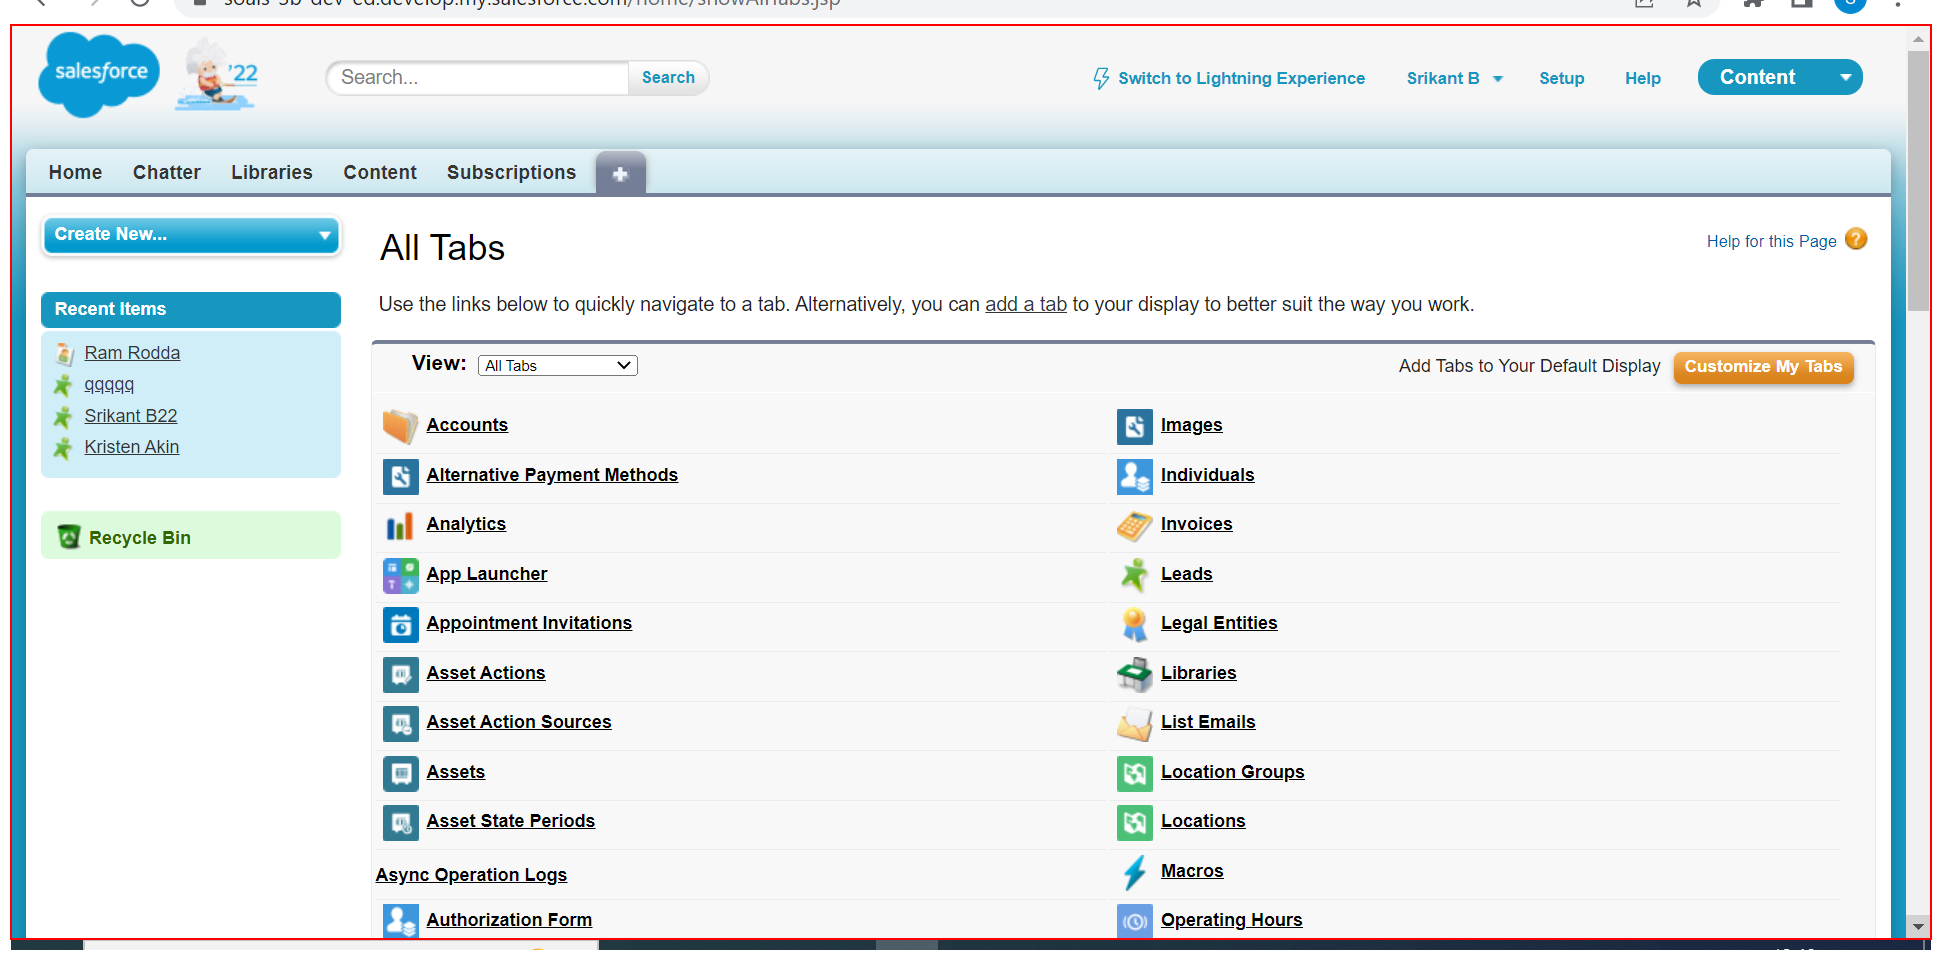 salesforce
'22
Search...
Search
Switch to Lightning Experience
Srikant B
Setup
Help
Content
Home
Chatter
Libraries
Content
Subscriptions
Create New...
All Tabs
Help for this Page
?
Use the links below to quickly navigate to a tab. Alternatively, you can add a tab to your display to better suit the way you work.
Recent Items
Ram Rodda
qqqqq
Srikant B22
Kristen Akin
Recycle Bin
View: All Tabs
Add Tabs to Your Default Display
Customize My Tabs
Accounts
Alternative Payment Methods
Analytics
App Launcher
Appointment Invitations
Asset Actions
Asset Action Sources
Assets
Asset State Periods
Async Operation Logs
Authorization Form
Images
Individuals
Invoices
Leads
Legal Entities
Libraries
List Emails
Location Groups
Locations
Macros
Operating Hours